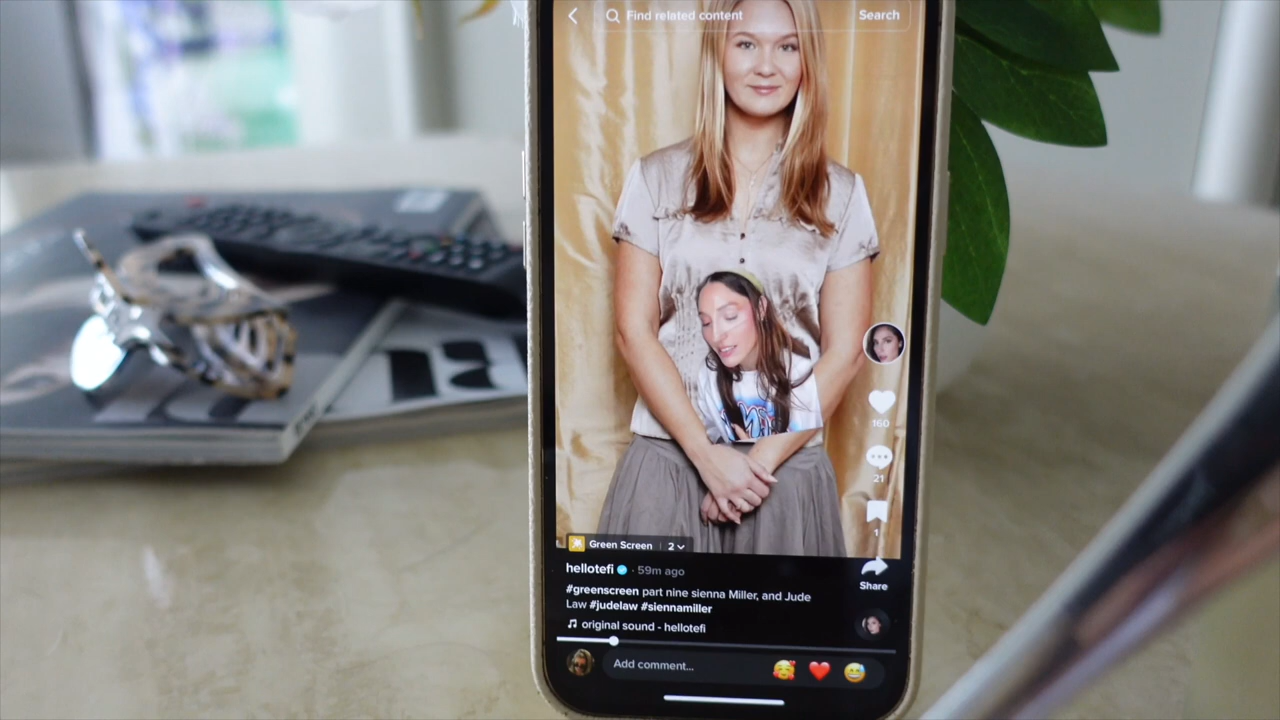 Find related content
Search
160
21
1
Green Screen | 2
hellotefi · 59m ago
Share
#greenscreen part nine sienna Miller, and Jude
Law #judelaw #siennamiller
original sound - hellotefi
Add comment...